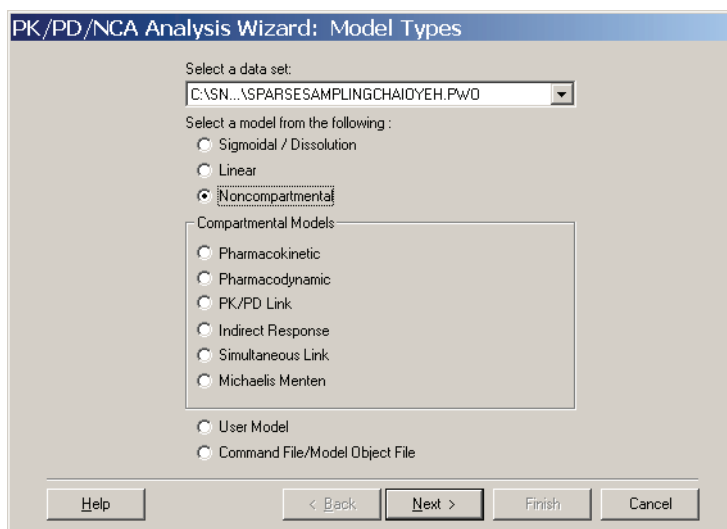 PK/PD/NCA Analysis Wizard: Model Types
Select a data set:
C:\SN...\SPARSESAMPLINGCHAIOYEH.PWO
Select a model from the following :
Sigmoidal / Dissolution
Linear
Noncompartmental
Compartmental Models
Pharmacokinetic
Pharmacodynamic
PK/PD Link
Indirect Response
Simultaneous Link
Michaelis Menten
User Model
Command File/Model Object File
Help < Back Next > Finish Cancel